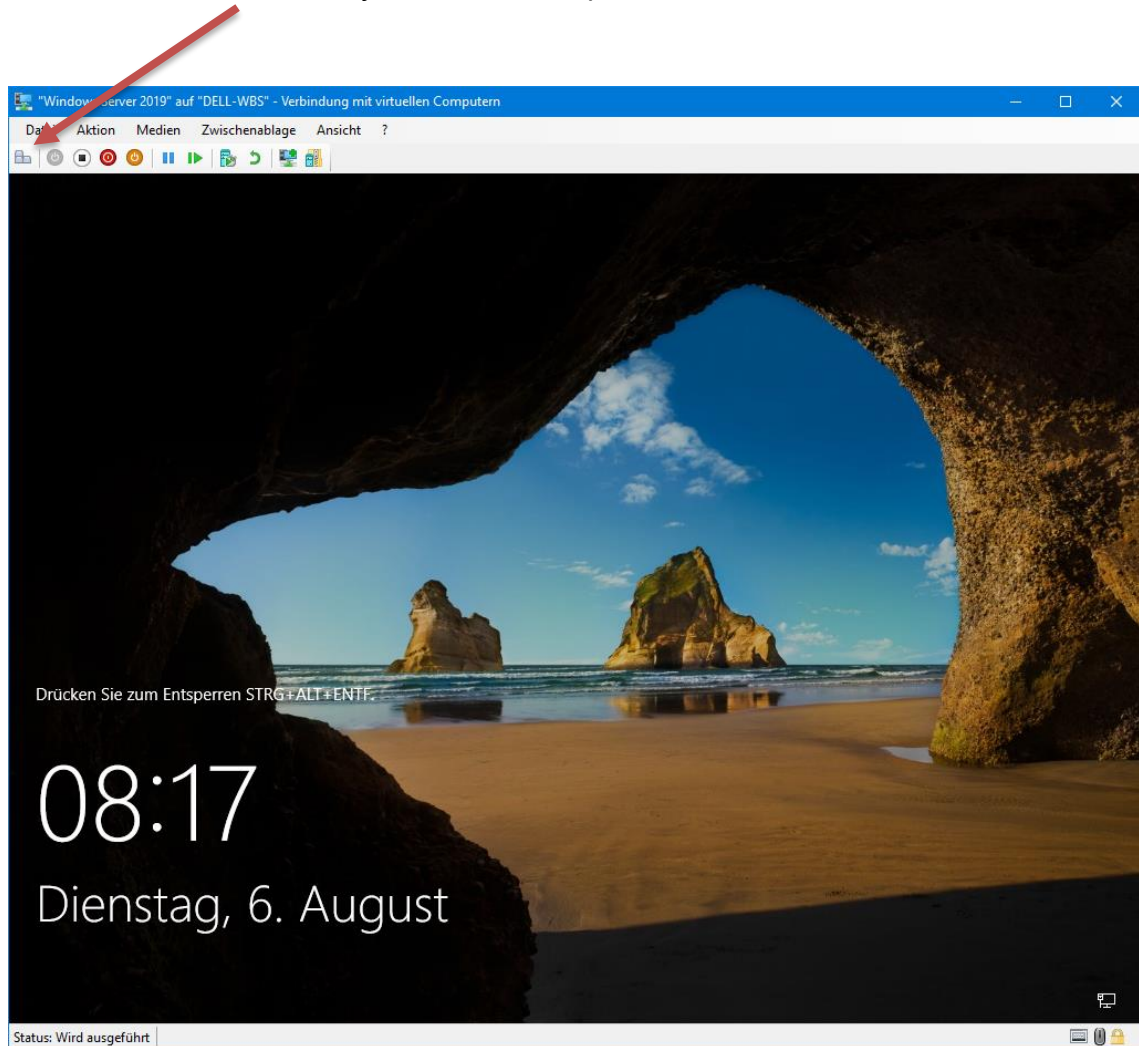 "Windows Server 2019" auf "DELL-WBS" - Verbindung mit virtuellen Computern
Aktion Medien Zwischenablage Ansicht ?
Drücken Sie zum Entsperren STRG+ALT+ENTF.
08:17
Dienstag, 6. August
Status: Wird ausgeführt